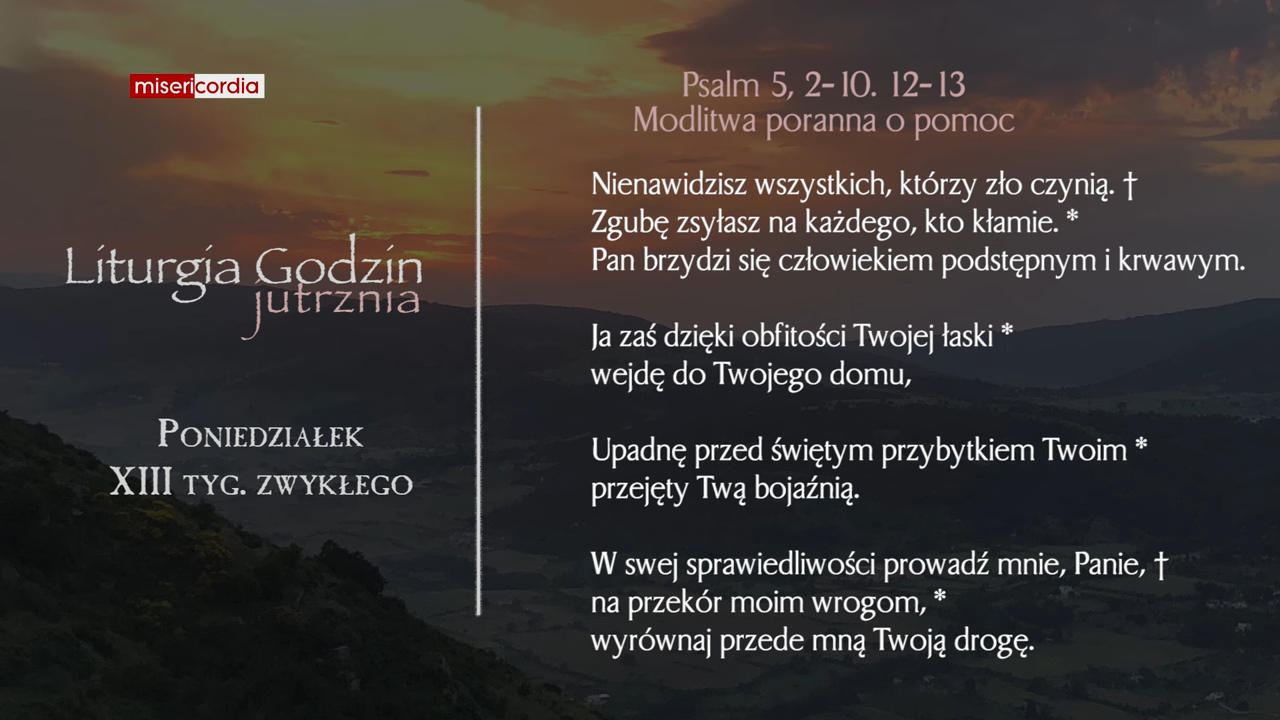 misericordia
Liturgia Godzin
jutrznia
Poniedziałek
XIII tyg. zwykłego
Psalm 5, 2-10. 12-13
Modlitwa poranna o pomoc
Nienawidzisz wszystkich, którzy zło czynią. †
Zgubę zsyłasz na każdego, kto kłamie. *
Pan brzydzi się człowiekiem podstępnym i krwawym.
Ja zaś dzięki obfitości Twojej łaski *
wejdę do Twojego domu,
Upadnę przed świętym przybytkiem Twoim *
przejęty Twą bojaźnią.
W swej sprawiedliwości prowadź mnie, Panie, †
na przekór moim wrogom, *
wyrównaj przede mną Twoją drogę.